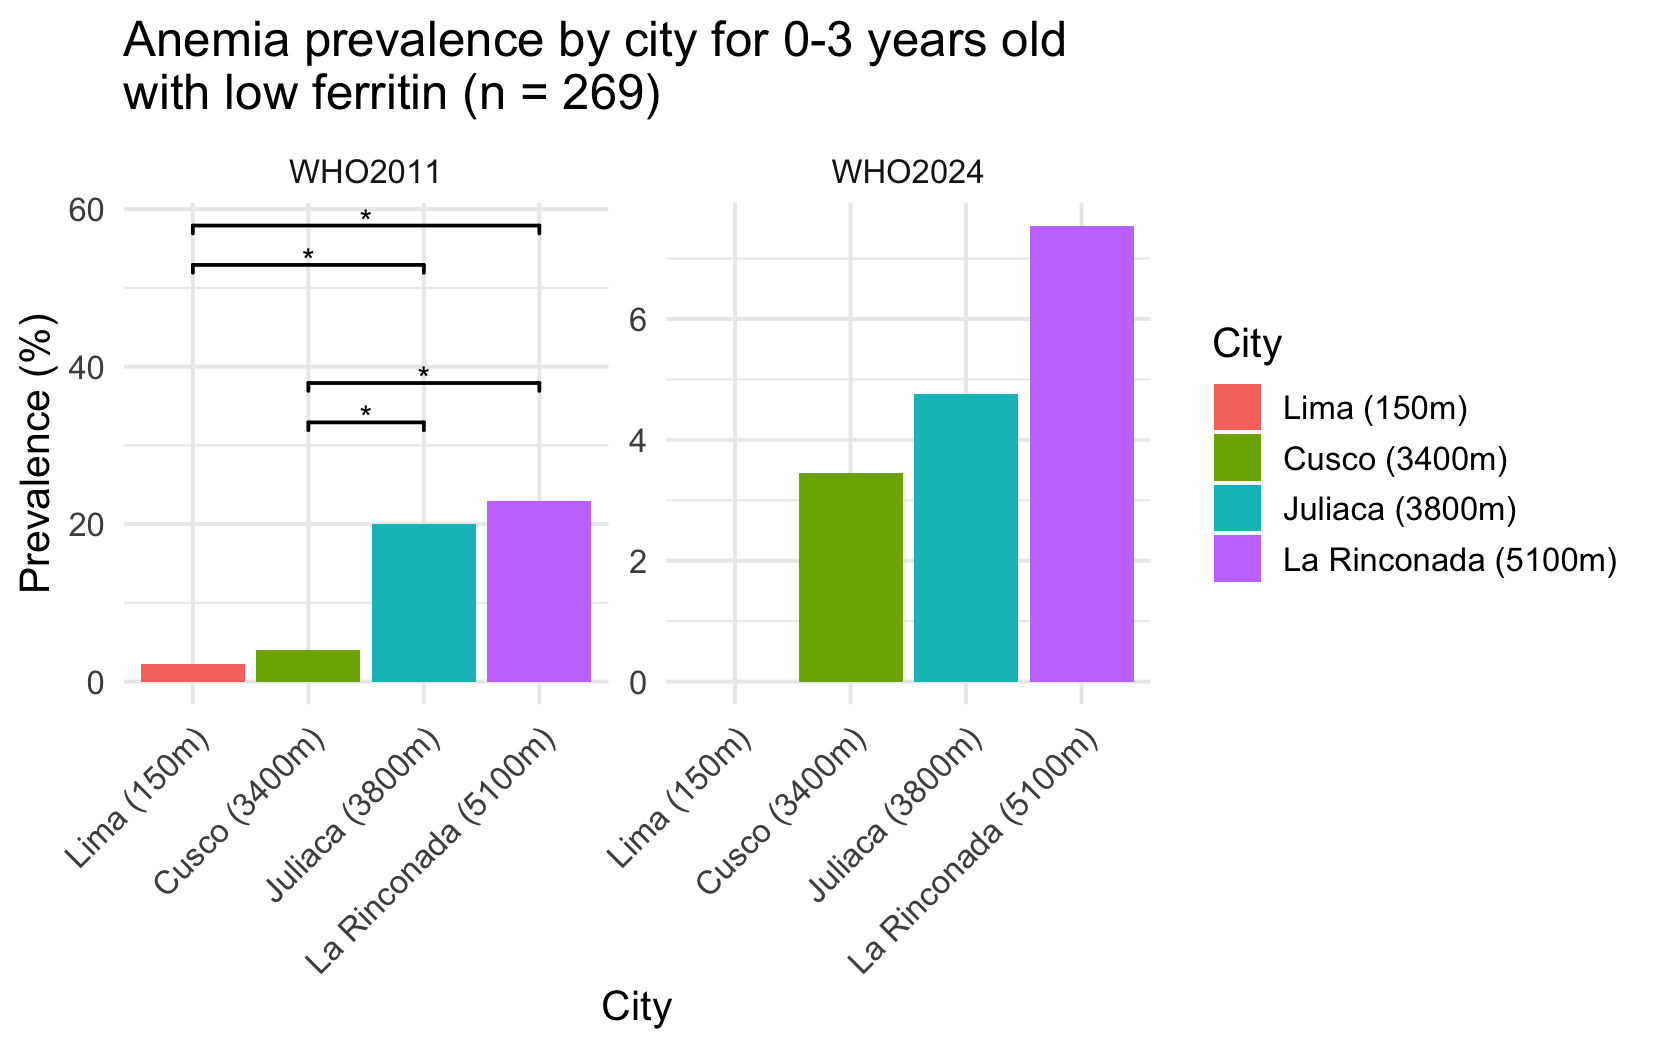 Anemia prevalence by city for 0-3 years old
with low ferritin (n = 269)
WHO2011
WHO2024
Prevalence (%)
60
40
20
0
*
*
*
*
6
4
2
0
Lima (150m)
Cusco (3400m)
Juliaca (3800m)
La Rinconada (5100m)
Lima (150m)
Cusco (3400m)
Juliaca (3800m)
La Rinconada (5100m)
City
City
Lima (150m)
Cusco (3400m)
Juliaca (3800m)
La Rinconada (5100m)